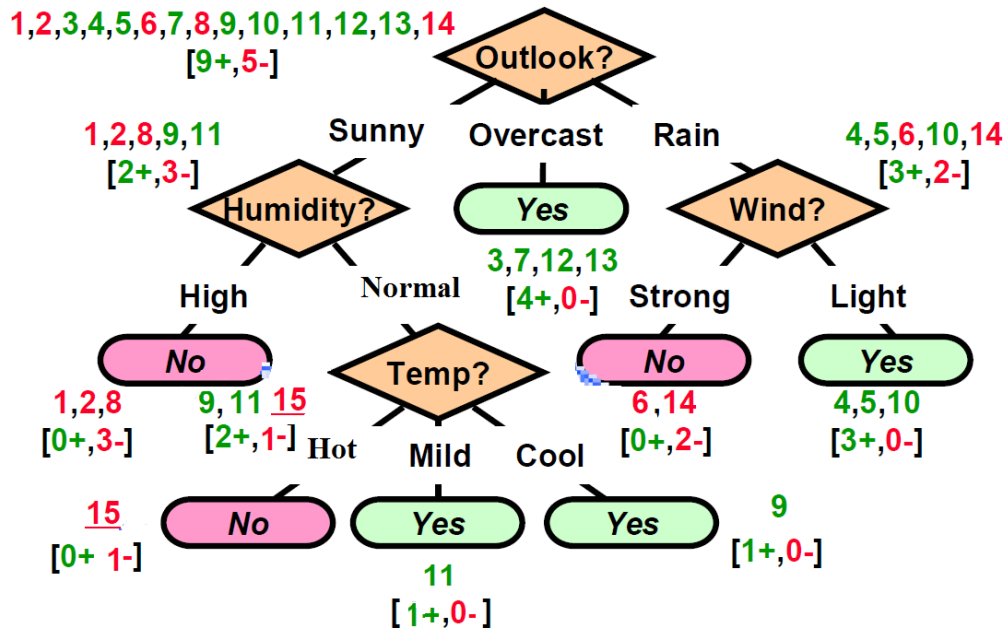 1,2,3,4,5,6,7,8,9,10,11,12,13,14
[9+,5-]
Outlook?
Sunny
Overcast
Rain
1,2,8,9,11
[2+,3-]
4,5,6,10,14
[3+,2-]
Humidity?
Yes
Wind?
3,7,12,13
[4+,0-]
High
Normal
Strong
Light
No
Temp?
No
Yes
1,2,8
[0+,3-]
9,11 15
[2+,1-]
6,14
[0+,2-]
4,5,10
[3+,0-]
Hot
Mild
Cool
15
[0+ 1-]
No
Yes
Yes
9
[1+,0-]
11
[1+,0-]